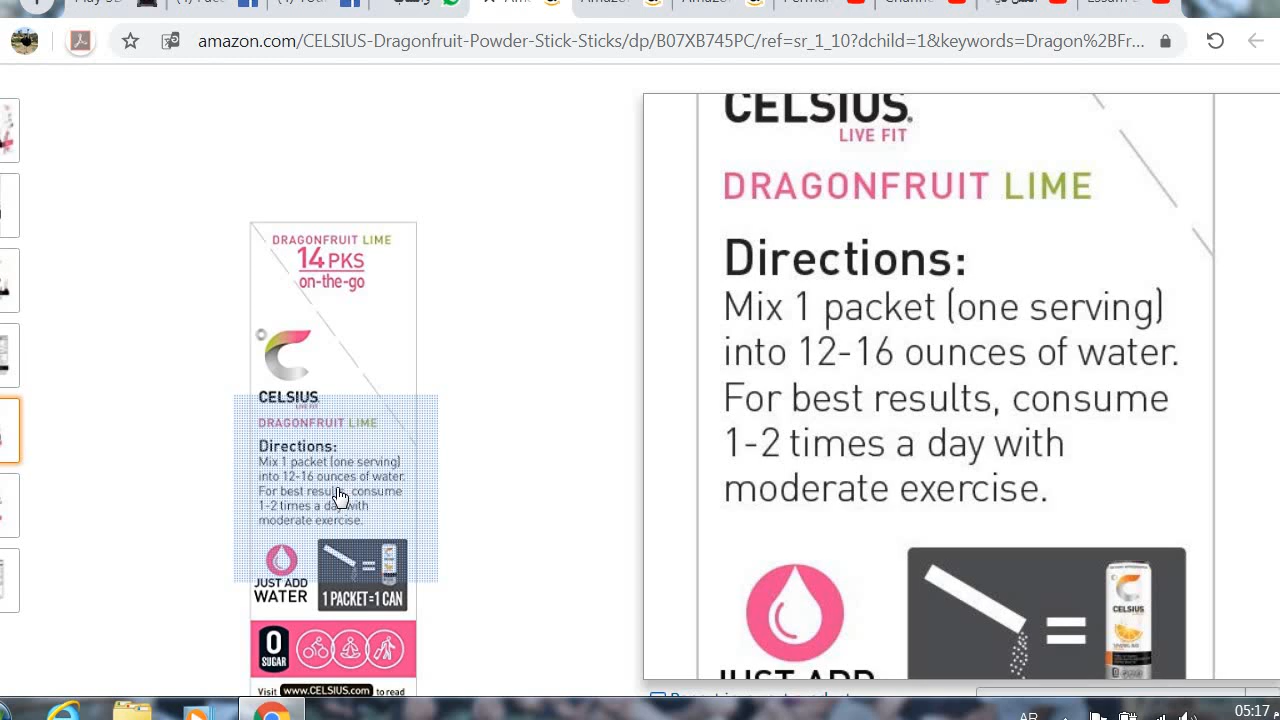 amazon.com/CELSIUS-Dragonfruit-Powder-Stick-Sticks/dp/B07XB745PC/ref=sr_1_10?dchild=1&keywords=Dragon%2BFr...
DRAGONFRUIT LIME
14 PKS
on-the-go
CELSIUS
LIVE FIT
DRAGONFRUIT LIME
Directions:
Mix 1 packet (one serving)
into 12-16 ounces of water.
For best results, consume
1-2 times a day with
moderate exercise.
JUST ADD
WATER
1 PACKET=1 CAN
0
SUGAR
Visit www.CELSIUS.com to read
CELSIUS®
LIVE FIT
DRAGONFRUIT LIME
Directions:
Mix 1 packet (one serving)
into 12-16 ounces of water.
For best results, consume
1-2 times a day with
moderate exercise.
CELSIUS
JUST ADD
AR
05:17